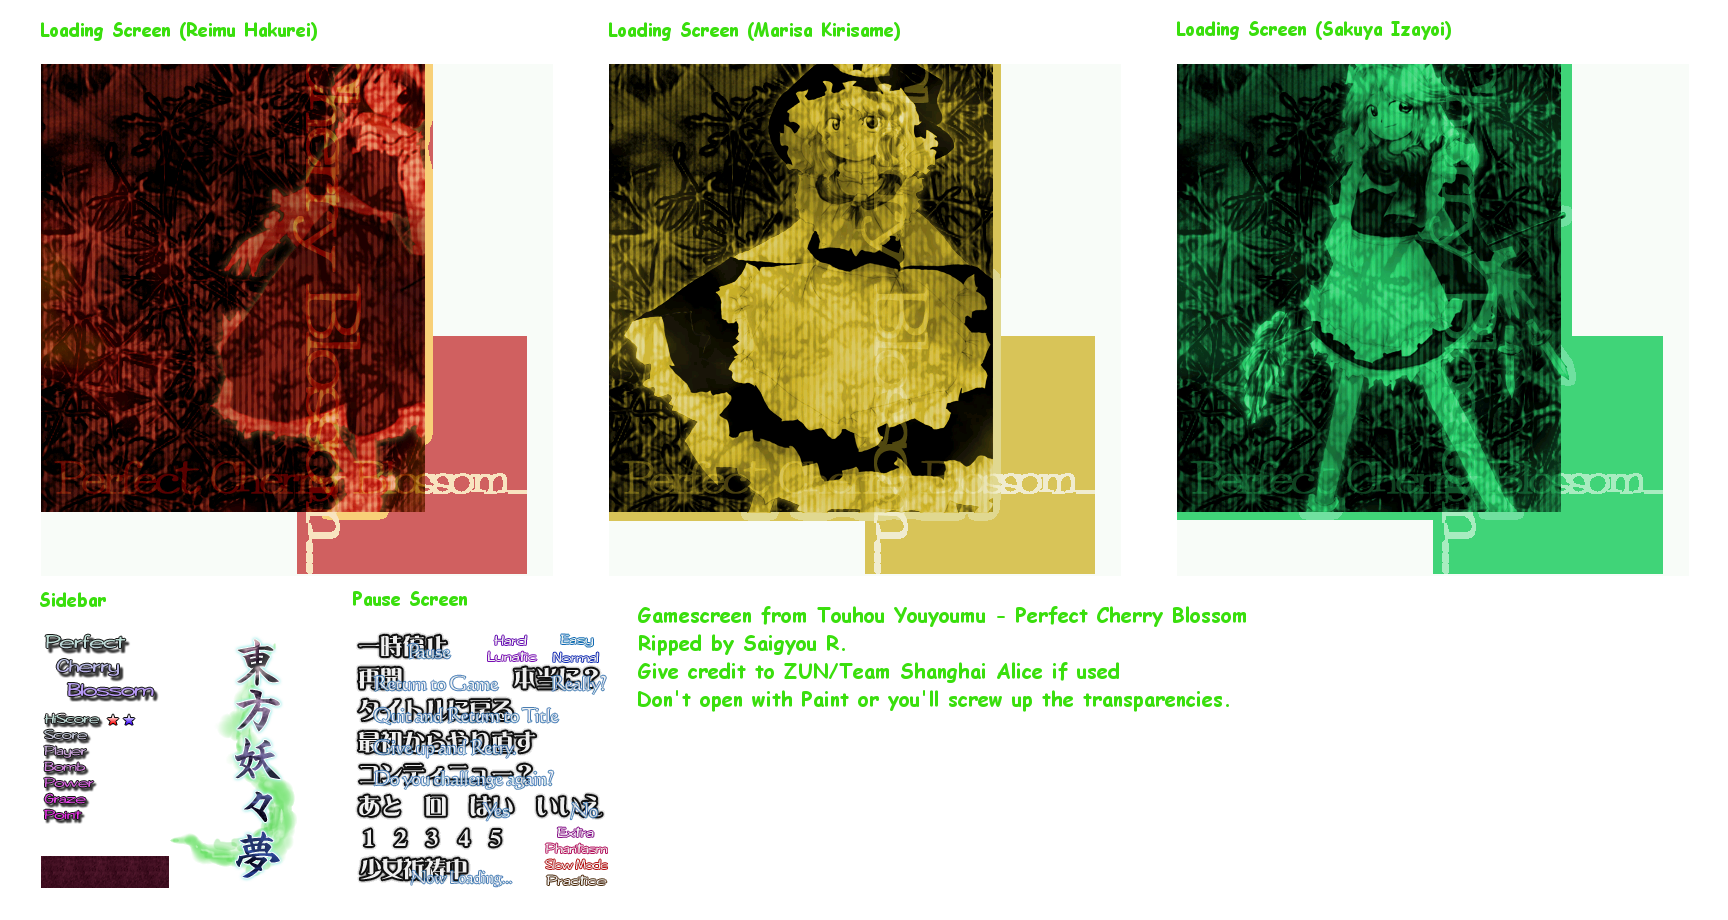 Loading Screen (Reimu Hakurei)
Loading Screen (Marisa Kirisame)
Loading Screen (Sakuya Izayoi)
Cherry Blossom
Perfect Cherry Blossom
Blossom
Perfect Cherry Blossom
Perfect Cherry Blossom
Sidebar
Perfect
Cherry
Blossom
HiScore ★★
Score
Player
Bomb
Power
Graze
Point
東方妖々夢
Pause Screen
一時停止
Pause
Hard
Easy
Lunatic
Normal
再開
Return to Game
本当に?
Really?
タイトルに戻る
Quit and Return to Title
最初からやり直す
Give up and Retry
コンティニュー?
Do you challenge again?
あと 回 はい いいえ
Yes No
1 2 3 4 5
Extra
Phantasm
Slow Mode
Practice
少女祈祷中
Now Loading...
Gamescreen from Touhou Youyoumu - Perfect Cherry Blossom
Ripped by Saigyou R.
Give credit to ZUN/Team Shanghai Alice if used
Don't open with Paint or you'll screw up the transparencies.